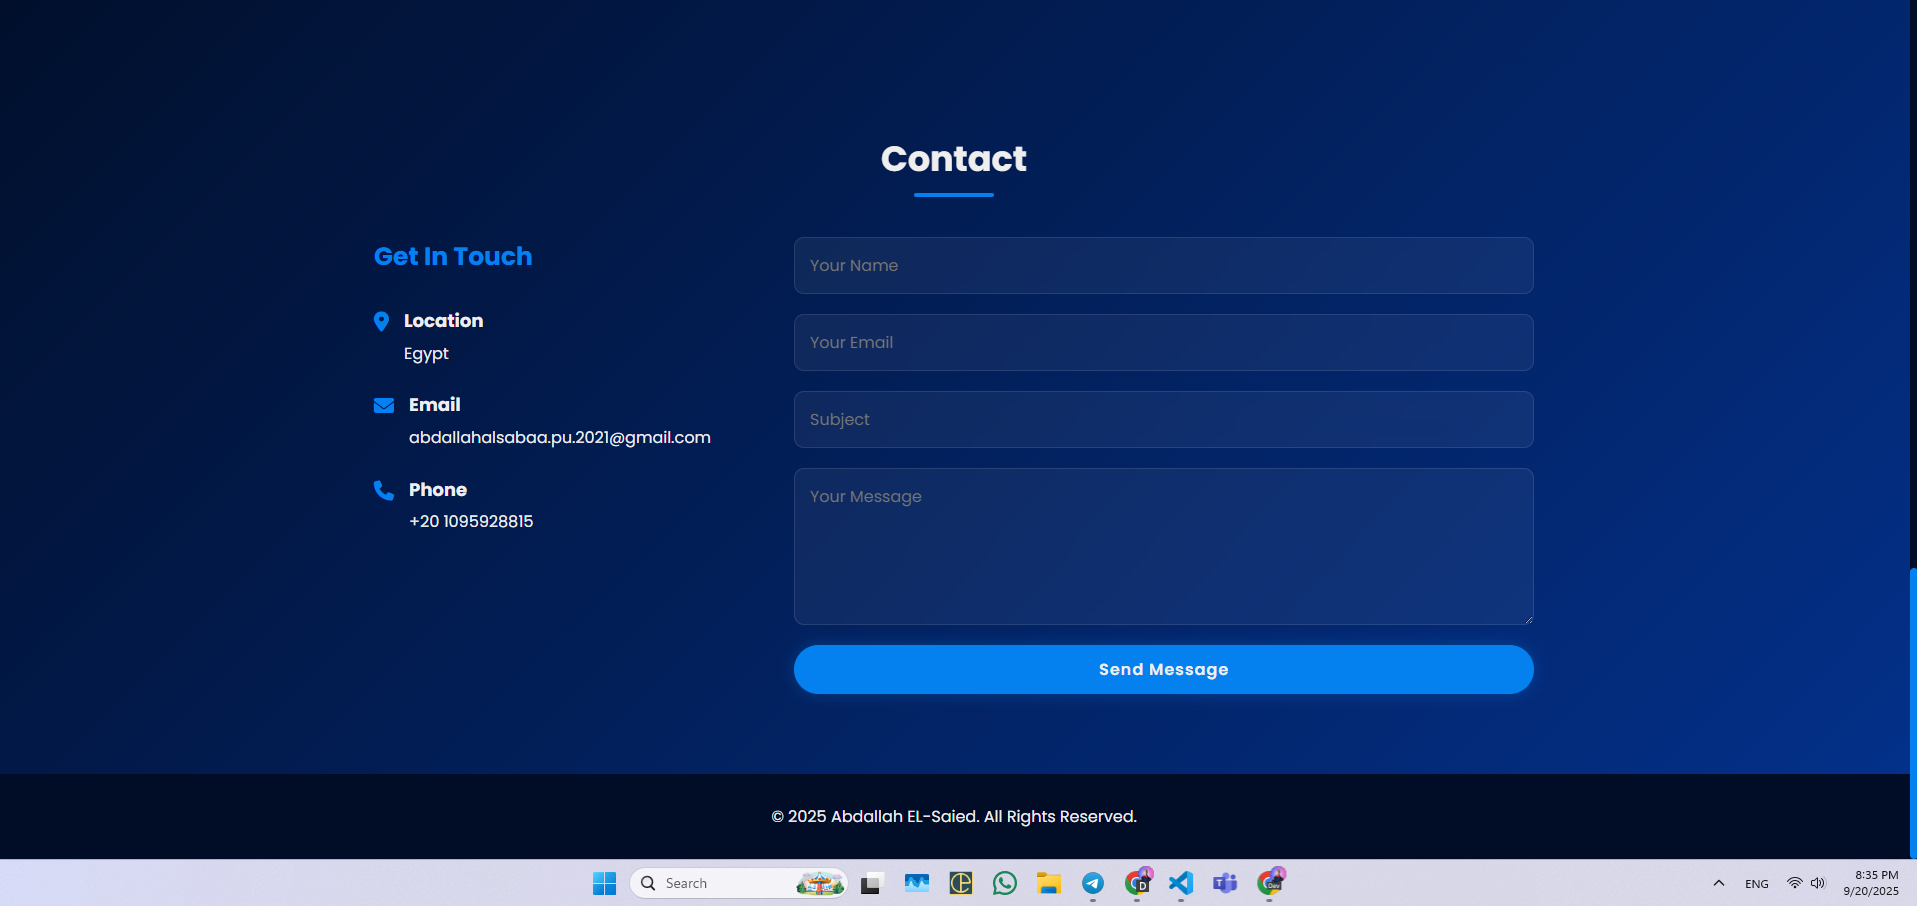 Contact
Get In Touch
Location
Egypt
Email
abdallahalsabaa.pu.2021@gmail.com
Phone
+20 1095928815
Your Name
Your Email
Subject
Your Message
Send Message
© 2025 Abdallah EL-Saied. All Rights Reserved.
Search
D
Dev
T
ENG
8:35 PM
9/20/2025